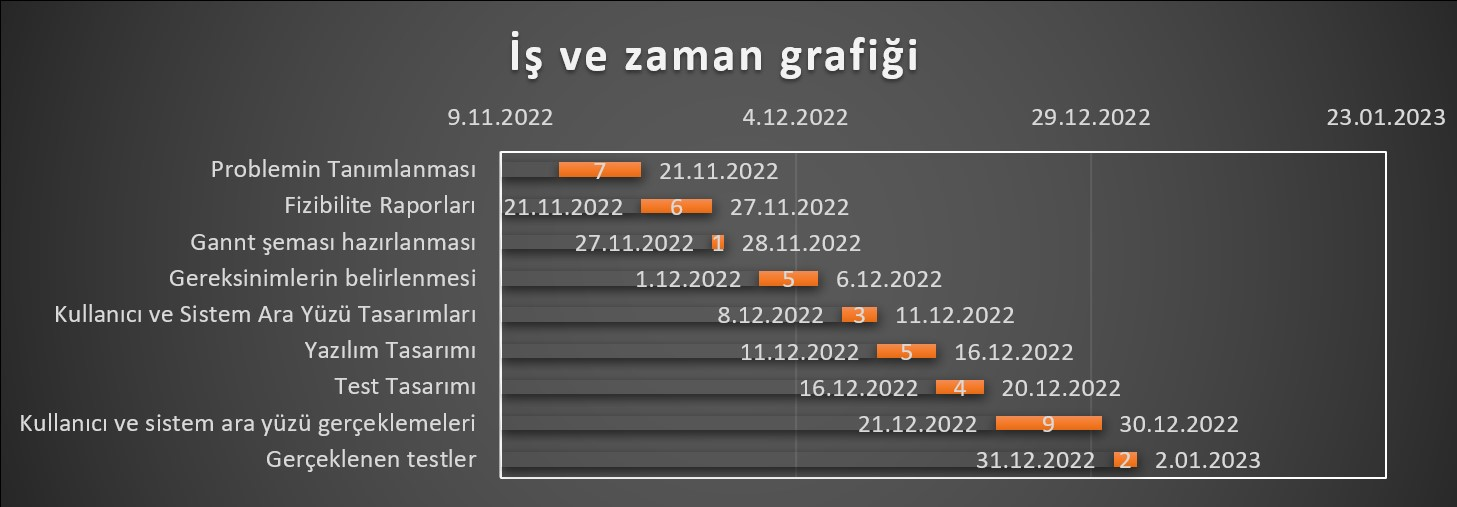 İş ve zaman grafiği
9.11.2022 4.12.2022 29.12.2022 23.01.2023
Problemin Tanımlanması 7 21.11.2022
Fizibilite Raporları 21.11.2022 6 27.11.2022
Gannt şeması hazırlanması 27.11.2022 1 28.11.2022
Gereksinimlerin belirlenmesi 1.12.2022 5 6.12.2022
Kullanıcı ve Sistem Ara Yüzü Tasarımları 8.12.2022 3 11.12.2022
Yazılım Tasarımı 11.12.2022 5 16.12.2022
Test Tasarımı 16.12.2022 4 20.12.2022
Kullanıcı ve sistem ara yüzü gerçeklemeleri 21.12.2022 9 30.12.2022
Gerçeklenen testler 31.12.2022 2 2.01.2023